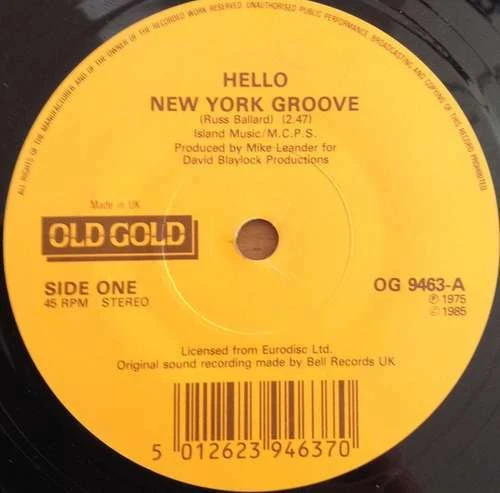 ALL RIGHTS OF THE MANUFACTURER AND OF THE OWNER OF THE RECORDED WORK RESERVED. UNAUTHORISED PUBLIC PERFORMANCE, BROADCASTING AND COPYING OF THIS RECORD PROHIBITED
HELLO
NEW YORK GROOVE
(Russ Ballard) (2.47)
Island Music/M.C.P.S.
Produced by Mike Leander for
David Blaylock Productions
Made in UK
OLD GOLD
SIDE ONE
45 RPM STEREO
OG 9463-A
℗ 1975
© 1985
Licensed from Eurodisc Ltd.
Original sound recording made by Bell Records UK
5 012623 946370